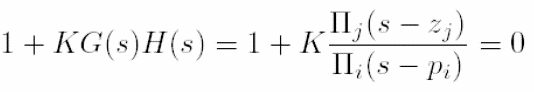 1 + KG(s)H(s) = 1 + K \frac{\Pi_j(s - z_j)}{\Pi_i(s - p_i)} = 0